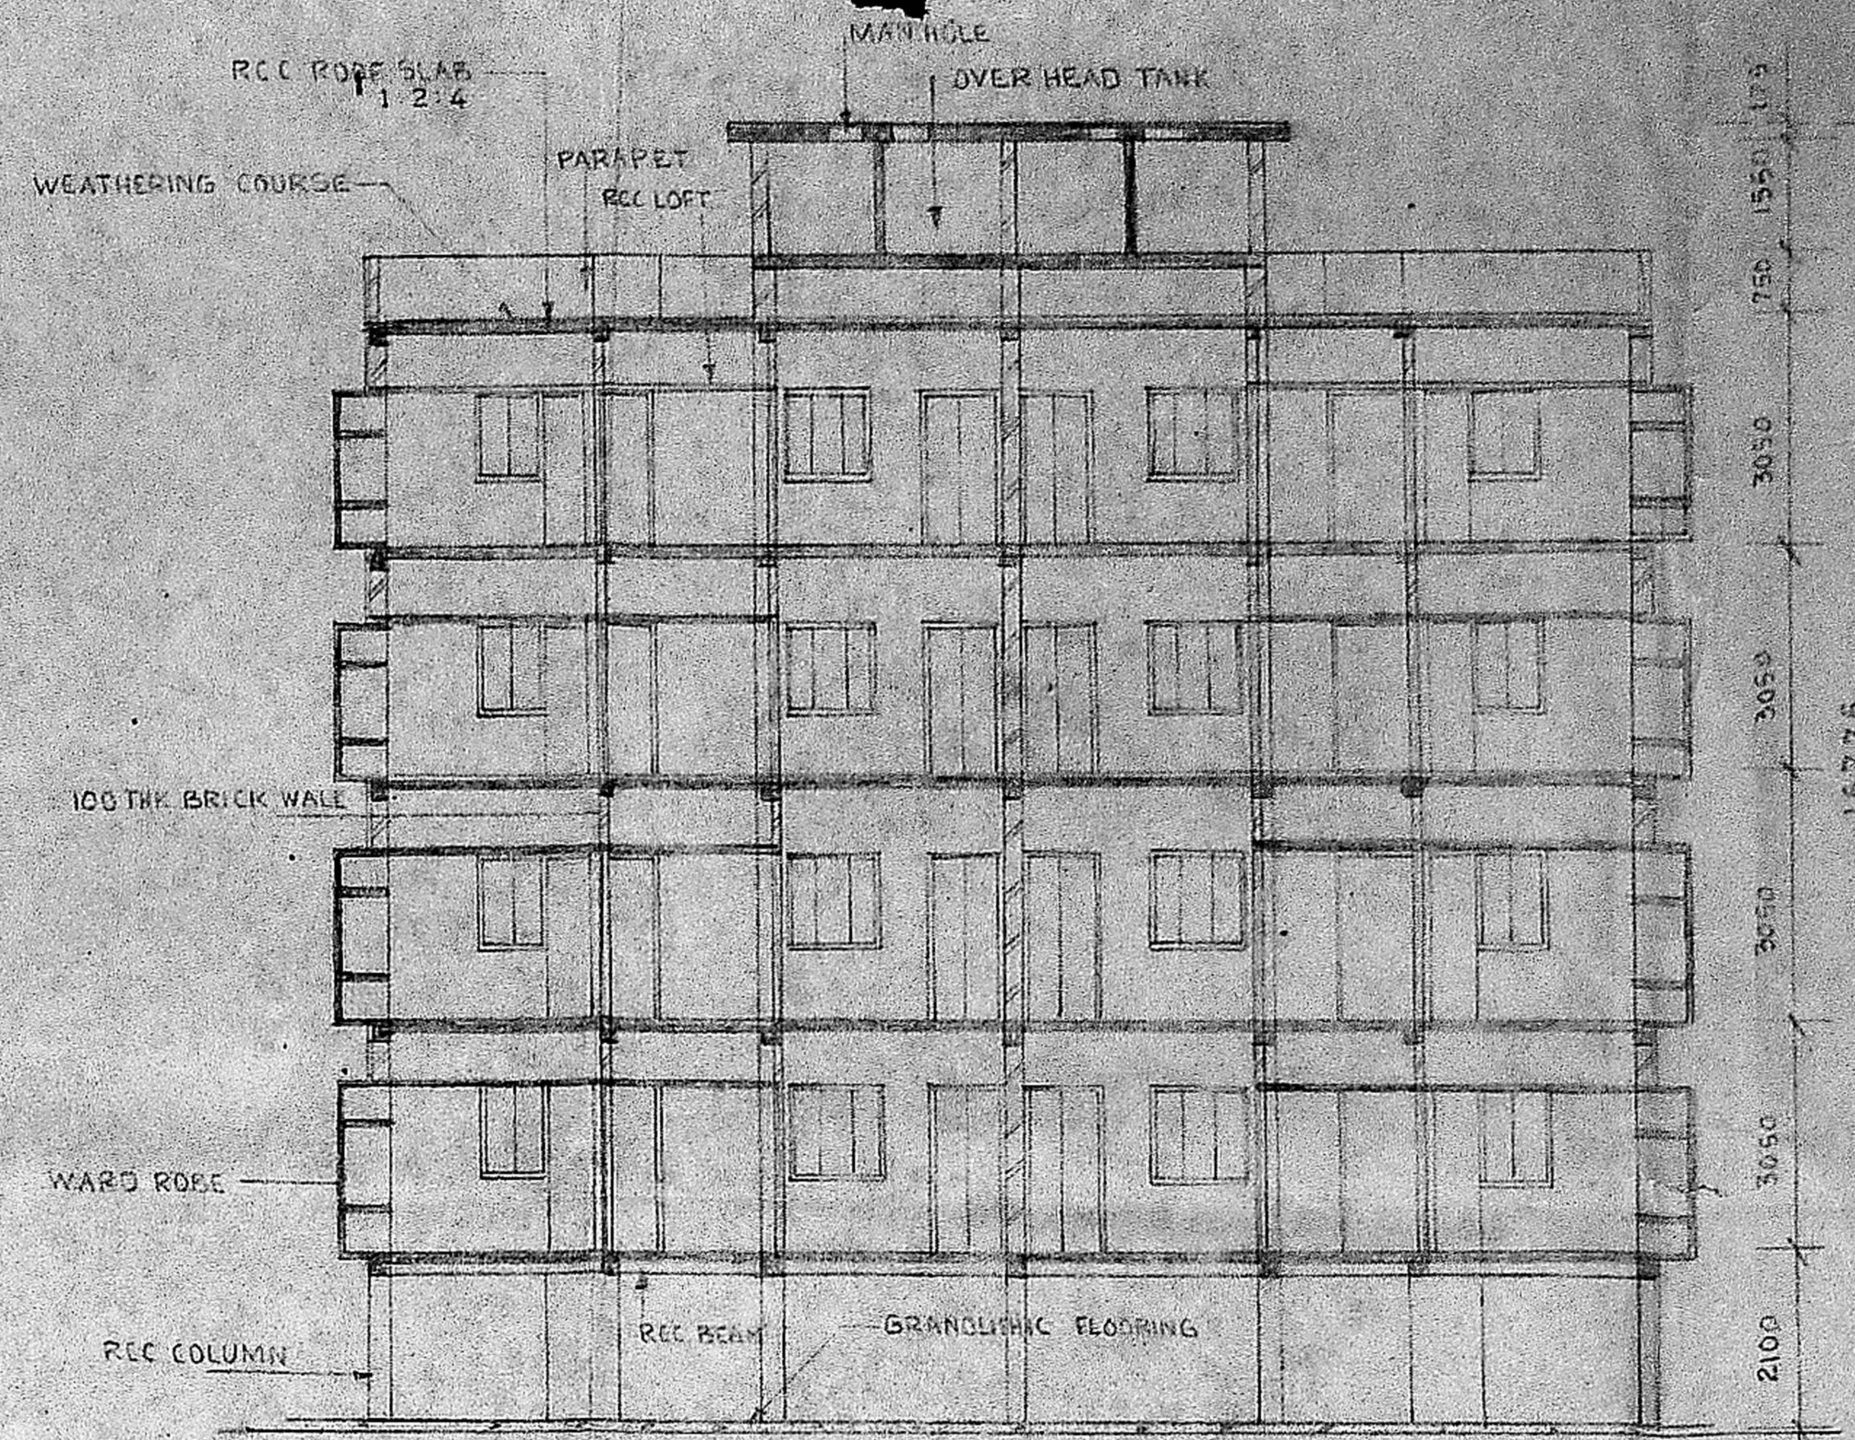 MAN HOLE
RCC ROOF SLAB
1:2:4
OVER HEAD TANK
PARAPET
WEATHERING COURSE
RCC LOFT
175
1550
750
3050
3050
100 THK BRICK WALL
3050
3050
WARD ROBE
RCC BEAM
GRANOLITHIC FLOORING
RCC COLUMN
2100